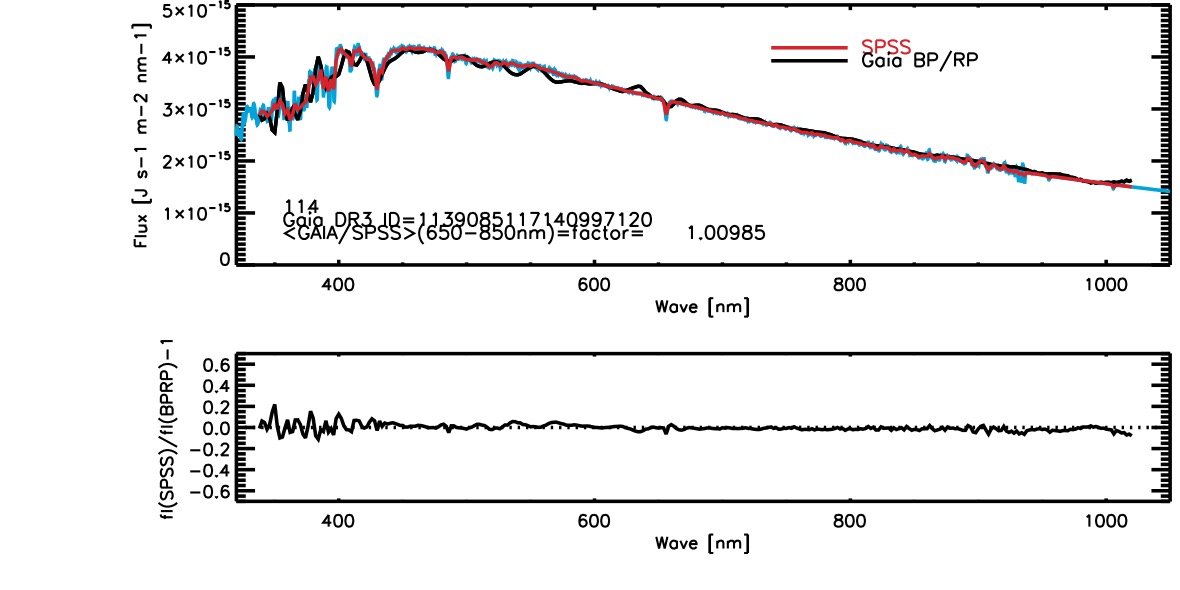 5×10−15
4×10−15
3×10−15
2×10−15
1×10−15
0
Flux [J s−1 m−2 nm−1]
SPSS
Gaia BP/RP
114
Gaia DR3 ID=1139085117140997120
<GAIA/SPSS>(650−850nm)=factor= 1.00985
400 600 800 1000
Wave [nm]
fl(SPSS)/fl(BPRP)−1
0.6
0.4
0.2
0.0
−0.2
−0.4
−0.6
400 600 800 1000
Wave [nm]